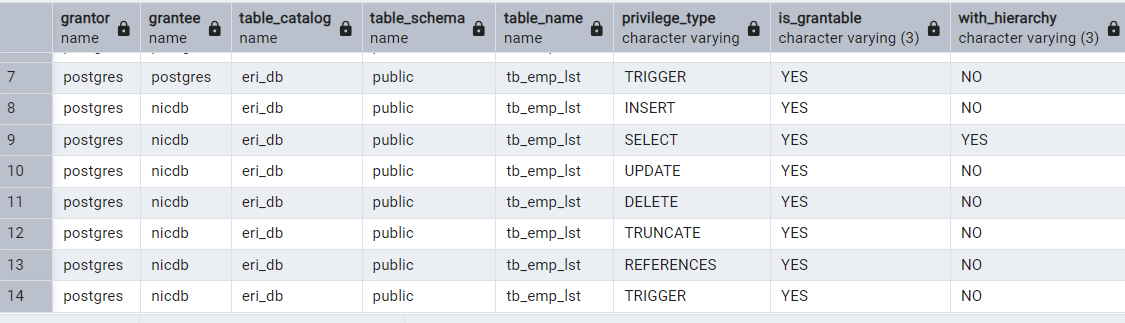 grantor grantee table_catalog table_schema table_name privilege_type is_grantable with_hierarchy
name name name name name character varying character varying (3) character varying (3)
7 postgres postgres eri_db public tb_emp_lst TRIGGER YES NO
8 postgres nicdb eri_db public tb_emp_lst INSERT YES NO
9 postgres nicdb eri_db public tb_emp_lst SELECT YES YES
10 postgres nicdb eri_db public tb_emp_lst UPDATE YES NO
11 postgres nicdb eri_db public tb_emp_lst DELETE YES NO
12 postgres nicdb eri_db public tb_emp_lst TRUNCATE YES NO
13 postgres nicdb eri_db public tb_emp_lst REFERENCES YES NO
14 postgres nicdb eri_db public tb_emp_lst TRIGGER YES NO